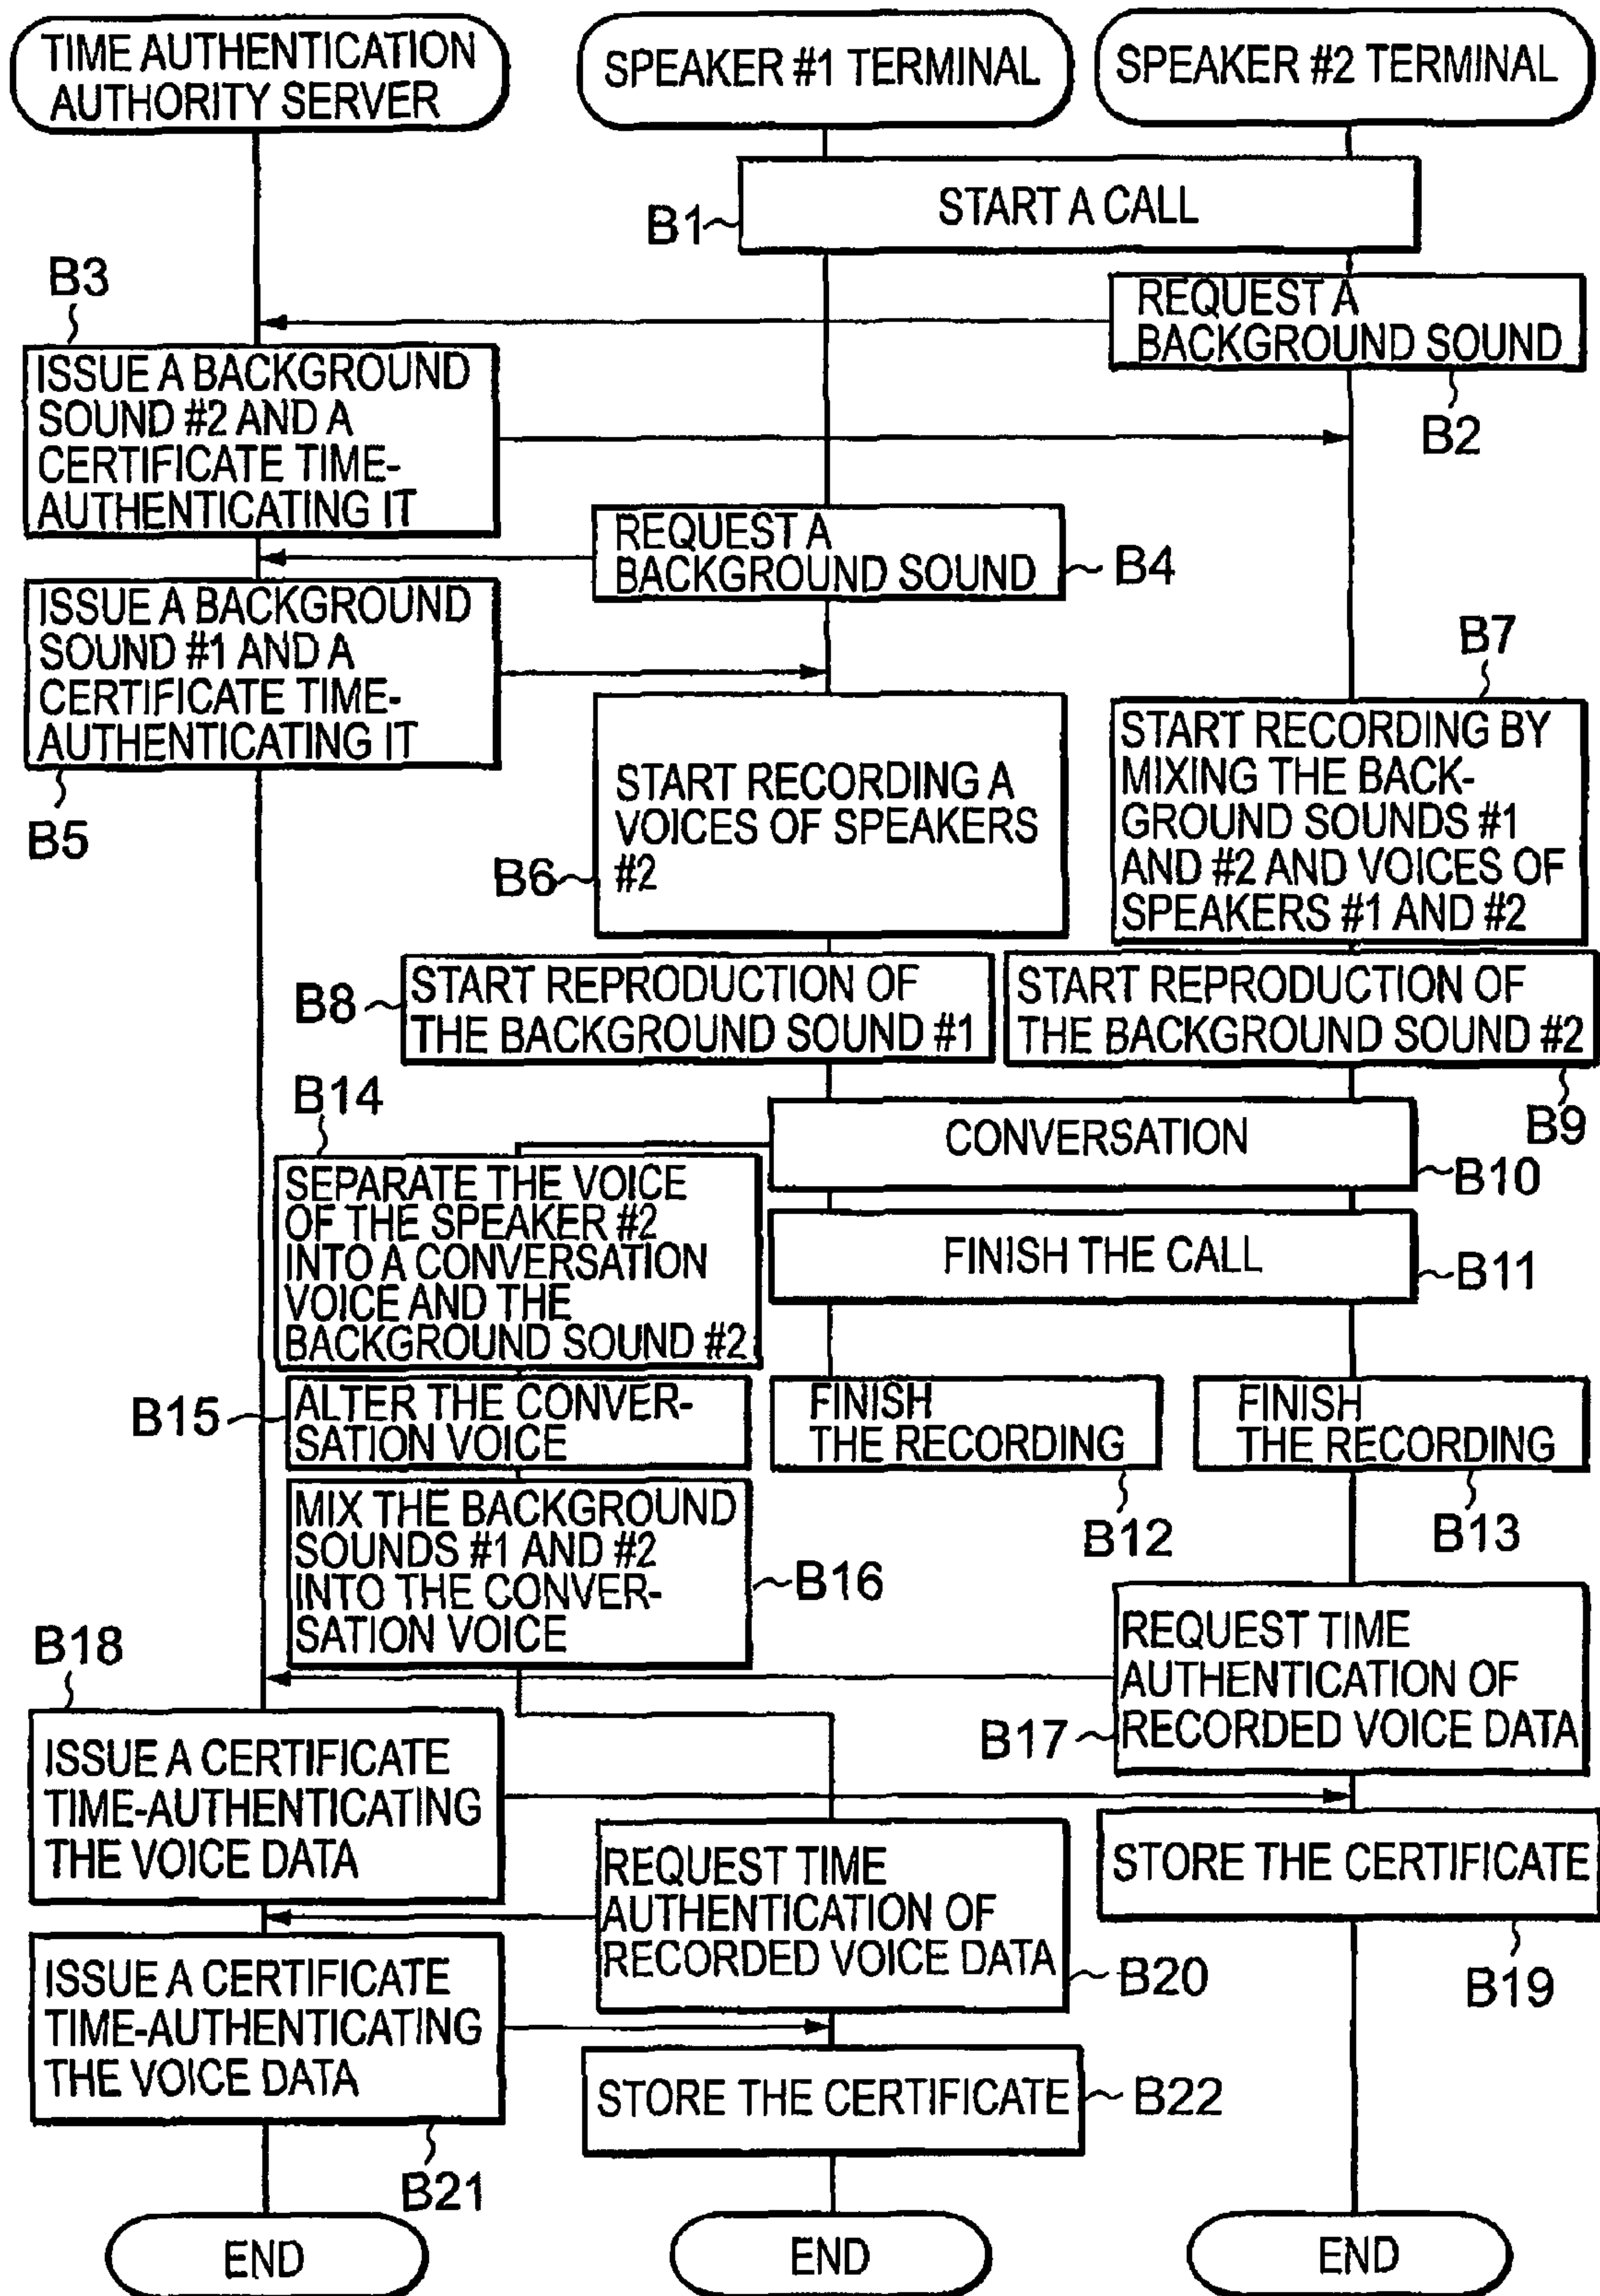 TIME AUTHENTICATION
AUTHORITY SERVER
SPEAKER #1 TERMINAL
SPEAKER #2 TERMINAL
START A CALL
B1
B3
REQUEST A
BACKGROUND SOUND
B2
ISSUE A BACKGROUND
SOUND #2 AND A
CERTIFICATE TIME-
AUTHENTICATING IT
REQUEST A
BACKGROUND SOUND
B4
ISSUE A BACKGROUND
SOUND #1 AND A
CERTIFICATE TIME-
AUTHENTICATING IT
B5
B7
START RECORDING A
VOICES OF SPEAKERS
#2
B6
START RECORDING BY
MIXING THE BACK-
GROUND SOUNDS #1
AND #2 AND VOICES OF
SPEAKERS #1 AND #2
B8
START REPRODUCTION OF
THE BACKGROUND SOUND #1
START REPRODUCTION OF
THE BACKGROUND SOUND #2
B9
B14
CONVERSATION
B10
SEPARATE THE VOICE
OF THE SPEAKER #2
INTO A CONVERSATION
VOICE AND THE
BACKGROUND SOUND #2
FINISH THE CALL
B11
B15
ALTER THE CONVER-
SATION VOICE
FINISH
THE RECORDING
B12
FINISH
THE RECORDING
B13
MIX THE BACKGROUND
SOUNDS #1 AND #2
INTO THE CONVER-
SATION VOICE
B16
B18
REQUEST TIME
AUTHENTICATION OF
RECORDED VOICE DATA
B17
ISSUE A CERTIFICATE
TIME-AUTHENTICATING
THE VOICE DATA
STORE THE CERTIFICATE
B19
REQUEST TIME
AUTHENTICATION OF
RECORDED VOICE DATA
B20
ISSUE A CERTIFICATE
TIME-AUTHENTICATING
THE VOICE DATA
B21
STORE THE CERTIFICATE
B22
END
END
END